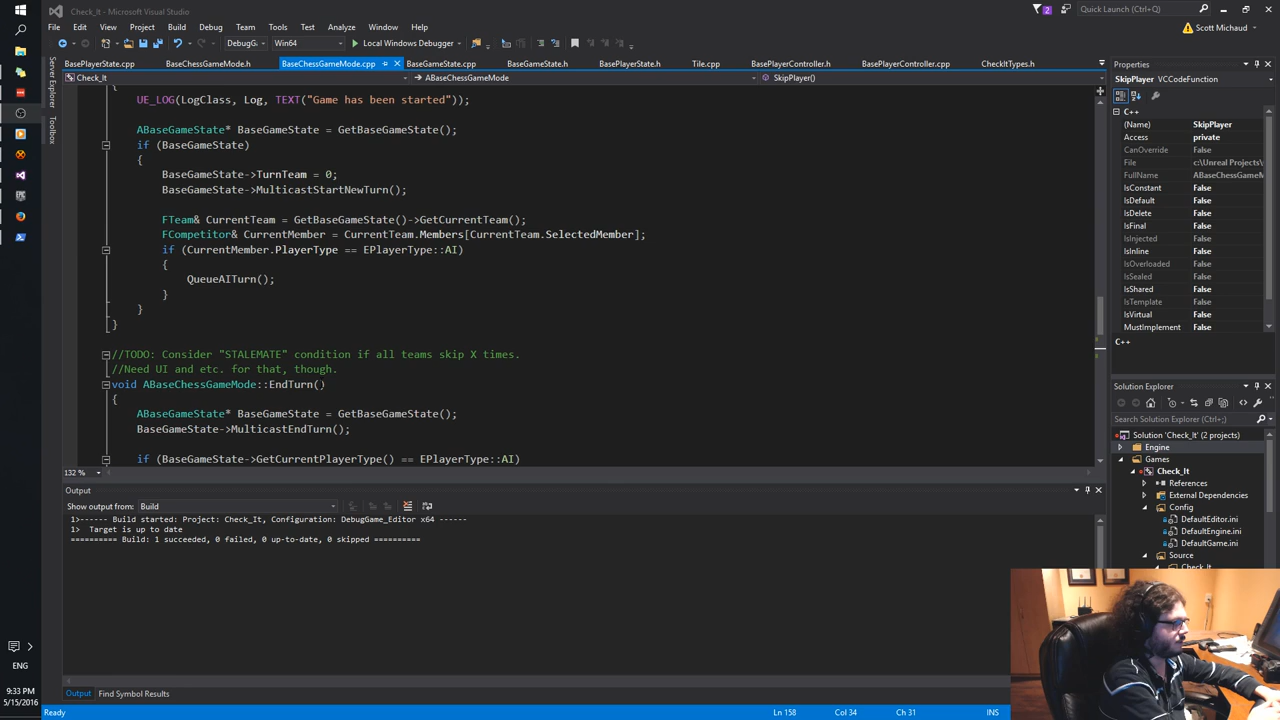 Check_It - Microsoft Visual Studio
2
Quick Launch (Ctrl+Q)
File Edit View Project Build Debug Team Tools Test Analyze Window Help
Scott Michaud
Win64
Local Windows Debugger
BasePlayerState.cpp BaseChessGameMode.h BaseChessGameMode.cpp BaseGameState.cpp BaseGameState.h BasePlayerState.h Tile.cpp BasePlayerController.h BasePlayerController.cpp CheckItTypes.h
Check_It
ABaseChessGameMode
SkipPlayer()
Server Explorer
Toolbox
{
UE_LOG(LogClass, Log, TEXT("Game has been started"));
ABaseGameState* BaseGameState = GetBaseGameState();
if (BaseGameState)
{
BaseGameState->TurnTeam = 0;
BaseGameState->MulticastStartNewTurn();
FTeam& CurrentTeam = GetBaseGameState()->GetCurrentTeam();
FCompetitor& CurrentMember = CurrentTeam.Members[CurrentTeam.SelectedMember];
if (CurrentMember.PlayerType == EPlayerType::AI)
{
QueueAITurn();
}
}
}
//TODO: Consider "STALEMATE" condition if all teams skip X times.
//Need UI and etc. for that, though.
void ABaseChessGameMode::EndTurn()
{
ABaseGameState* BaseGameState = GetBaseGameState();
BaseGameState->MulticastEndTurn();
if (BaseGameState->GetCurrentPlayerType() == EPlayerType::AI)
132 %
Output
Show output from: Build
1>------ Build started: Project: Check_It, Configuration: DebugGame_Editor x64 ------
1> Target is up to date
========== Build: 1 succeeded, 0 failed, 0 up-to-date, 0 skipped ==========
Output Find Symbol Results
Ready
Ln 158 Col 34 Ch 31 INS
Properties
SkipPlayer VCCodeFunction
C++
(Name) SkipPlayer
Access private
CanOverride False
File c:\Unreal Projects\
FullName ABaseChessGameM
IsConstant False
IsDefault False
IsDelete False
IsFinal False
IsInjected False
IsInline False
IsOverloaded False
IsSealed False
IsShared False
IsTemplate False
IsVirtual False
MustImplement False
C++
Solution Explorer
Search Solution Explorer (Ctrl+;)
Solution 'Check_It' (2 projects)
Engine
Games
Check_It
References
External Dependencies
Config
DefaultEditor.ini
DefaultEngine.ini
DefaultGame.ini
Source
Check_It
ENG
9:33 PM
5/15/2016